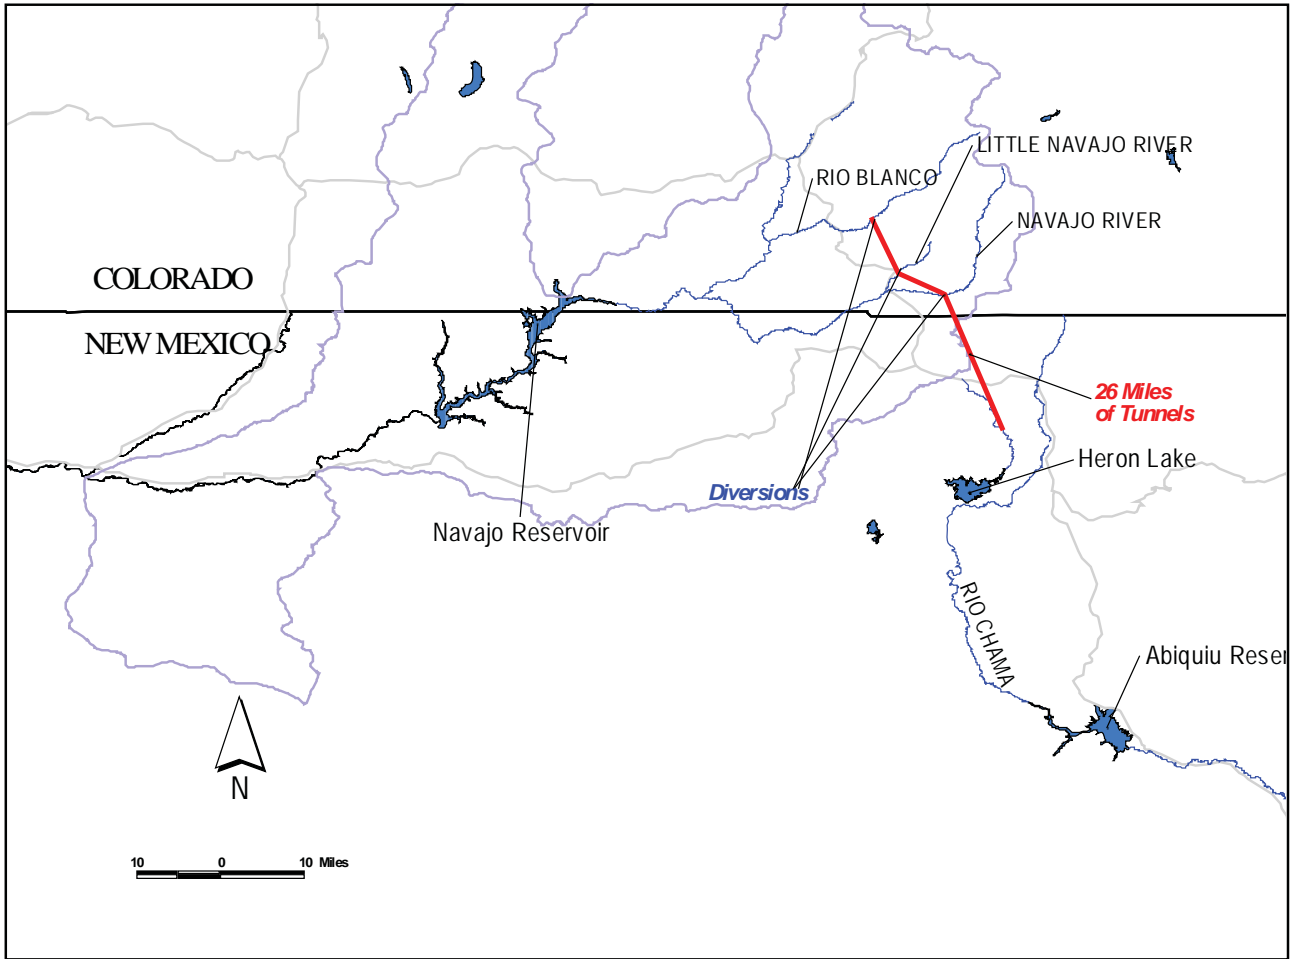 LITTLE NAVAJO RIVER
RIO BLANCO
NAVAJO RIVER
COLORADO
NEW MEXICO
26 Miles
of Tunnels
Heron Lake
Diversions
Navajo Reservoir
RIO CHAMA
Abiquiu Reser
N
10 0 10 Miles